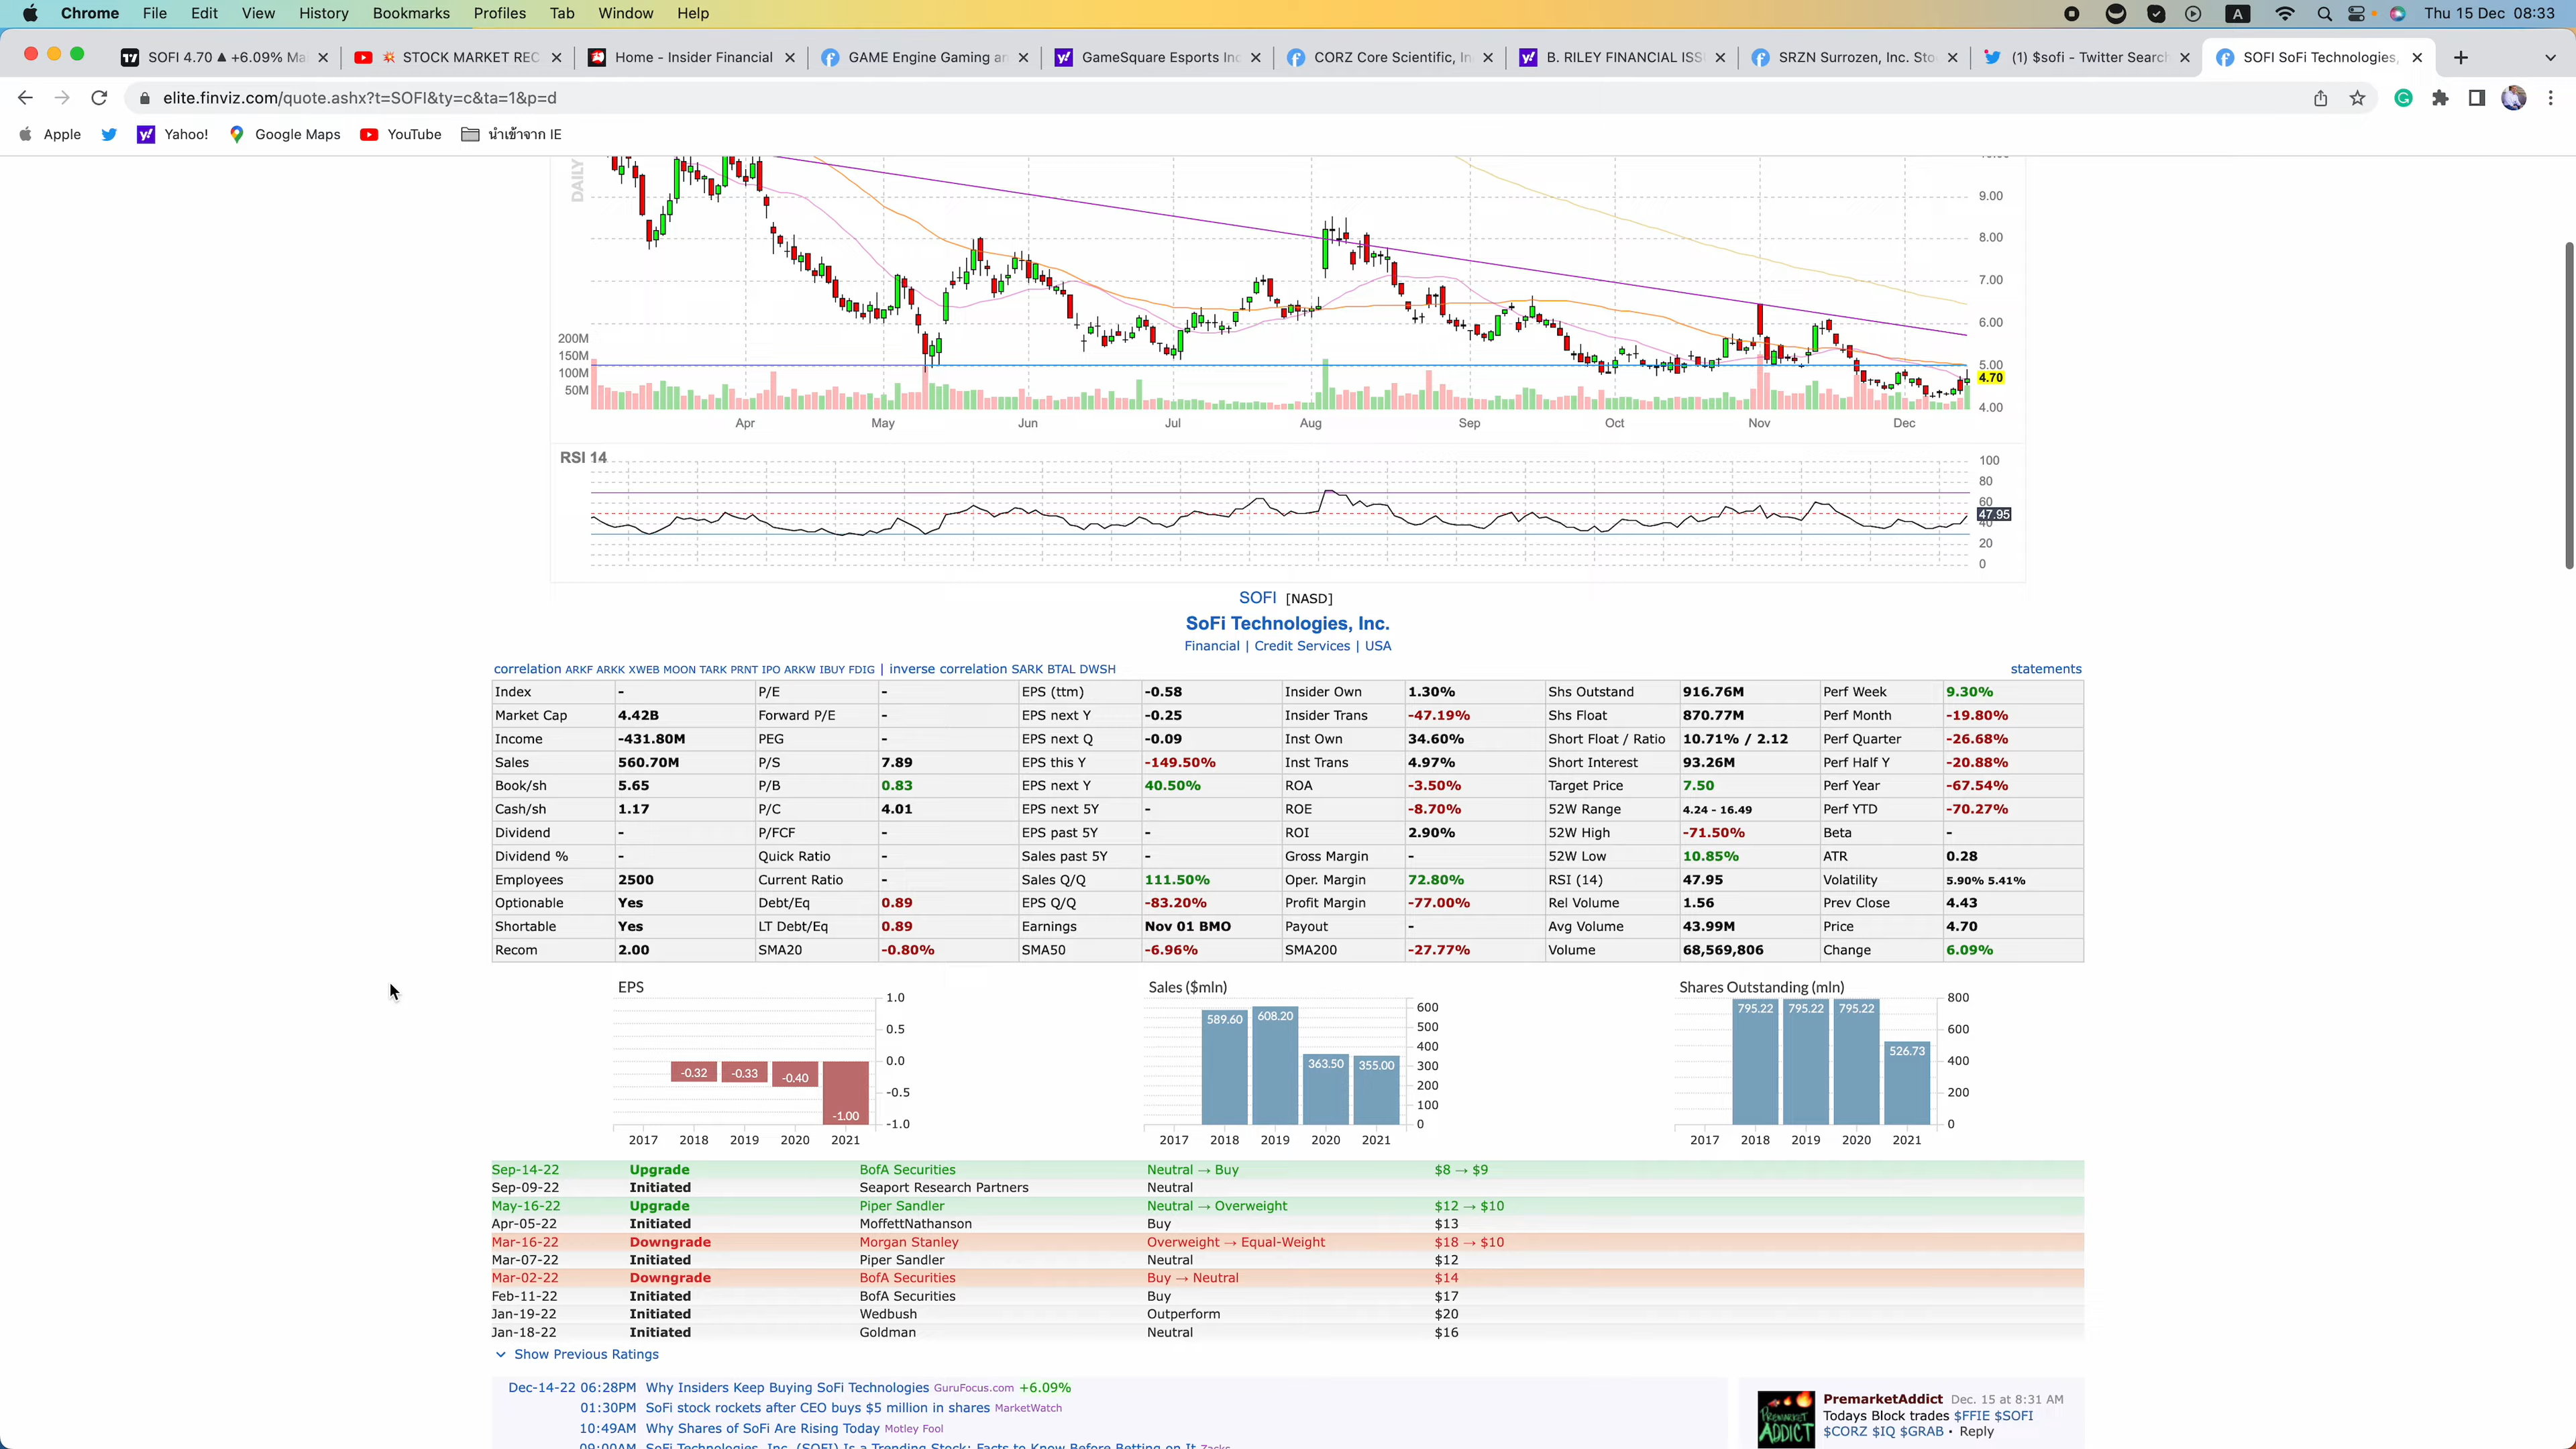 Chrome File Edit View History Bookmarks Profiles Tab Window Help A Thu 15 Dec 08:33
SOFI 4.70 ▲ +6.09% Ma STOCK MARKET REC Home - Insider Financial GAME Engine Gaming an GameSquare Esports Inc CORZ Core Scientific, In B. RILEY FINANCIAL ISS SRZN Surrozen, Inc. Sto (1) $sofi - Twitter Search SOFI SoFi Technologies,
elite.finviz.com/quote.ashx?t=SOFI&ty=c&ta=1&p=d
Apple Yahoo! Google Maps YouTube นำเข้าจาก IE
DAILY
9.00
8.00
7.00
6.00
200M
150M 5.00
100M 4.70
50M
4.00
Apr May Jun Jul Aug Sep Oct Nov Dec
RSI 14 100
80
60
47.95
20
0
SOFI [NASD]
SoFi Technologies, Inc.
Financial | Credit Services | USA
correlation ARKF ARKK XWEB MOON TARK PRNT IPO ARKW IBUY FDIG | inverse correlation SARK BTAL DWSH statements
Index - P/E - EPS (ttm) -0.58 Insider Own 1.30% Shs Outstand 916.76M Perf Week 9.30%
Market Cap 4.42B Forward P/E - EPS next Y -0.25 Insider Trans -47.19% Shs Float 870.77M Perf Month -19.80%
Income -431.80M PEG - EPS next Q -0.09 Inst Own 34.60% Short Float / Ratio 10.71% / 2.12 Perf Quarter -26.68%
Sales 560.70M P/S 7.89 EPS this Y -149.50% Inst Trans 4.97% Short Interest 93.26M Perf Half Y -20.88%
Book/sh 5.65 P/B 0.83 EPS next Y 40.50% ROA -3.50% Target Price 7.50 Perf Year -67.54%
Cash/sh 1.17 P/C 4.01 EPS next 5Y - ROE -8.70% 52W Range 4.24 - 16.49 Perf YTD -70.27%
Dividend - P/FCF - EPS past 5Y - ROI 2.90% 52W High -71.50% Beta -
Dividend % - Quick Ratio - Sales past 5Y - Gross Margin - 52W Low 10.85% ATR 0.28
Employees 2500 Current Ratio - Sales Q/Q 111.50% Oper. Margin 72.80% RSI (14) 47.95 Volatility 5.90% 5.41%
Optionable Yes Debt/Eq 0.89 EPS Q/Q -83.20% Profit Margin -77.00% Rel Volume 1.56 Prev Close 4.43
Shortable Yes LT Debt/Eq 0.89 Earnings Nov 01 BMO Payout - Avg Volume 43.99M Price 4.70
Recom 2.00 SMA20 -0.80% SMA50 -6.96% SMA200 -27.77% Volume 68,569,806 Change 6.09%
EPS Sales ($mln) Shares Outstanding (mln)
1.0 0.5 0.0 -0.5 -1.0
-0.32 -0.33 -0.40 -1.00
2017 2018 2019 2020 2021
589.60 608.20 363.50 355.00
600 500 400 300 200 100 0
2017 2018 2019 2020 2021
795.22 795.22 795.22 526.73
800 600 400 200 0
2017 2018 2019 2020 2021
Sep-14-22 Upgrade BofA Securities Neutral → Buy $8 → $9
Sep-09-22 Initiated Seaport Research Partners Neutral
May-16-22 Upgrade Piper Sandler Neutral → Overweight $12 → $10
Apr-05-22 Initiated MoffettNathanson Buy $13
Mar-16-22 Downgrade Morgan Stanley Overweight → Equal-Weight $18 → $10
Mar-07-22 Initiated Piper Sandler Neutral $12
Mar-02-22 Downgrade BofA Securities Buy → Neutral $14
Feb-11-22 Initiated BofA Securities Buy $17
Jan-19-22 Initiated Wedbush Outperform $20
Jan-18-22 Initiated Goldman Neutral $16
Show Previous Ratings
Dec-14-22 06:28PM Why Insiders Keep Buying SoFi Technologies GuruFocus.com +6.09%
01:30PM SoFi stock rockets after CEO buys $5 million in shares MarketWatch
10:49AM Why Shares of SoFi Are Rising Today Motley Fool
09:00AM SoFi Technologies, Inc. (SOFI) Is a Trending Stock: Facts to Know Before Betting on It Zacks
PREMARKET ADDICT
PremarketAddict Dec. 15 at 8:31 AM
Todays Block trades $FFIE $SOFI
$CORZ $IQ $GRAB • Reply